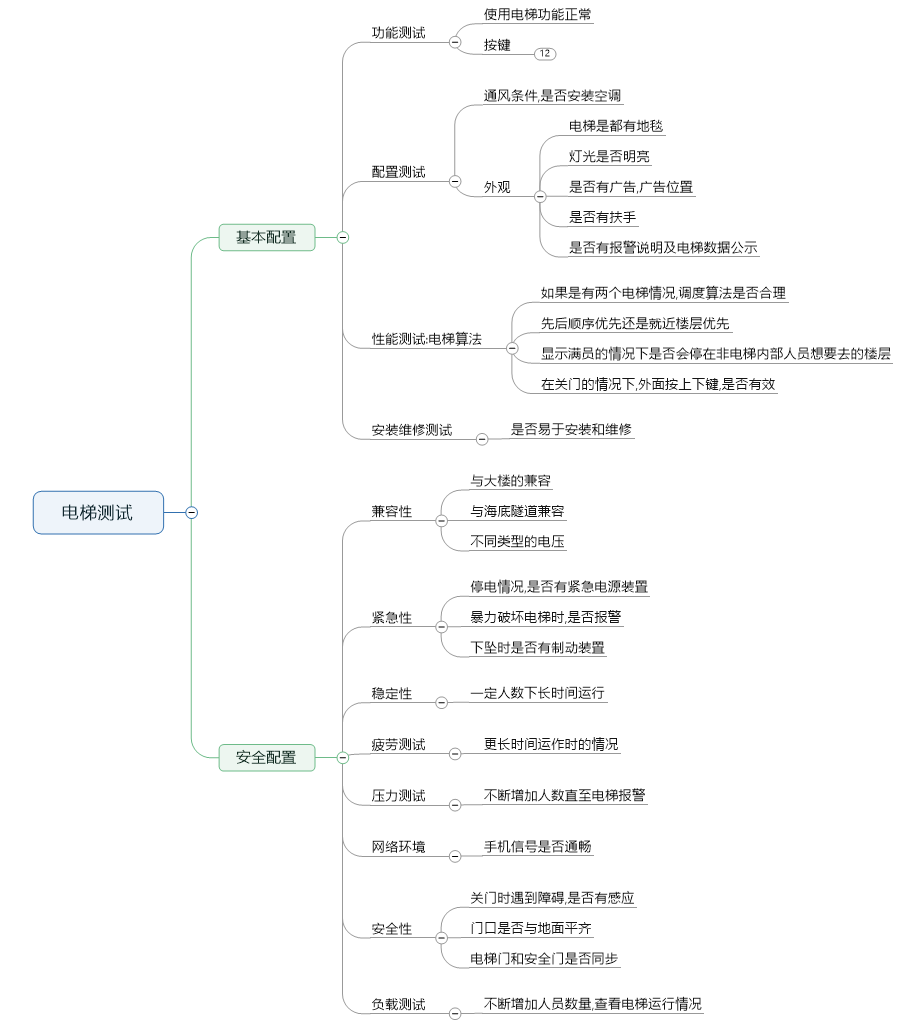 电梯测试
基本配置
功能测试
使用电梯功能正常
按键
12
配置测试
通风条件,是否安装空调
外观
电梯是都有地毯
灯光是否明亮
是否有广告,广告位置
是否有扶手
是否有报警说明及电梯数据公示
性能测试:电梯算法
如果是有两个电梯情况,调度算法是否合理
先后顺序优先还是就近楼层优先
显示满员的情况下是否会停在非电梯内部人员想要去的楼层
在关门的情况下,外面按上下键,是否有效
安装维修测试
是否易于安装和维修
安全配置
兼容性
与大楼的兼容
与海底隧道兼容
不同类型的电压
紧急性
停电情况,是否有紧急电源装置
暴力破坏电梯时,是否报警
下坠时是否有制动装置
稳定性
一定人数下长时间运行
疲劳测试
更长时间运作时的情况
压力测试
不断增加人数直至电梯报警
网络环境
手机信号是否通畅
安全性
关门时遇到障碍,是否有感应
门口是否与地面平齐
电梯门和安全门是否同步
负载测试
不断增加人员数量,查看电梯运行情况